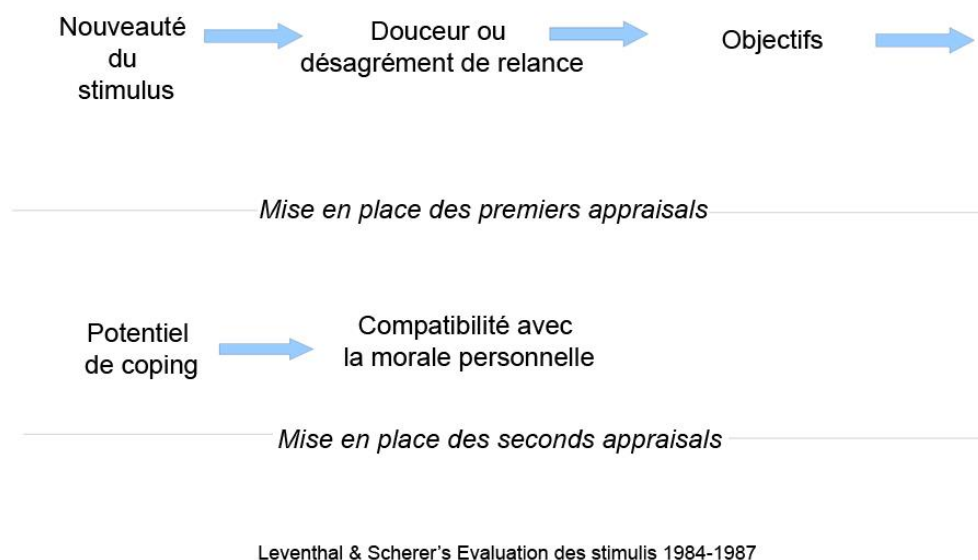 Nouveauté
du
stimulus
Douceur ou
désagrément de relance
Objectifs
Mise en place des premiers appraisals
Potentiel
de coping
Compatibilité avec
la morale personnelle
Mise en place des seconds appraisals
Leventhal & Scherer's Evaluation des stimulis 1984-1987